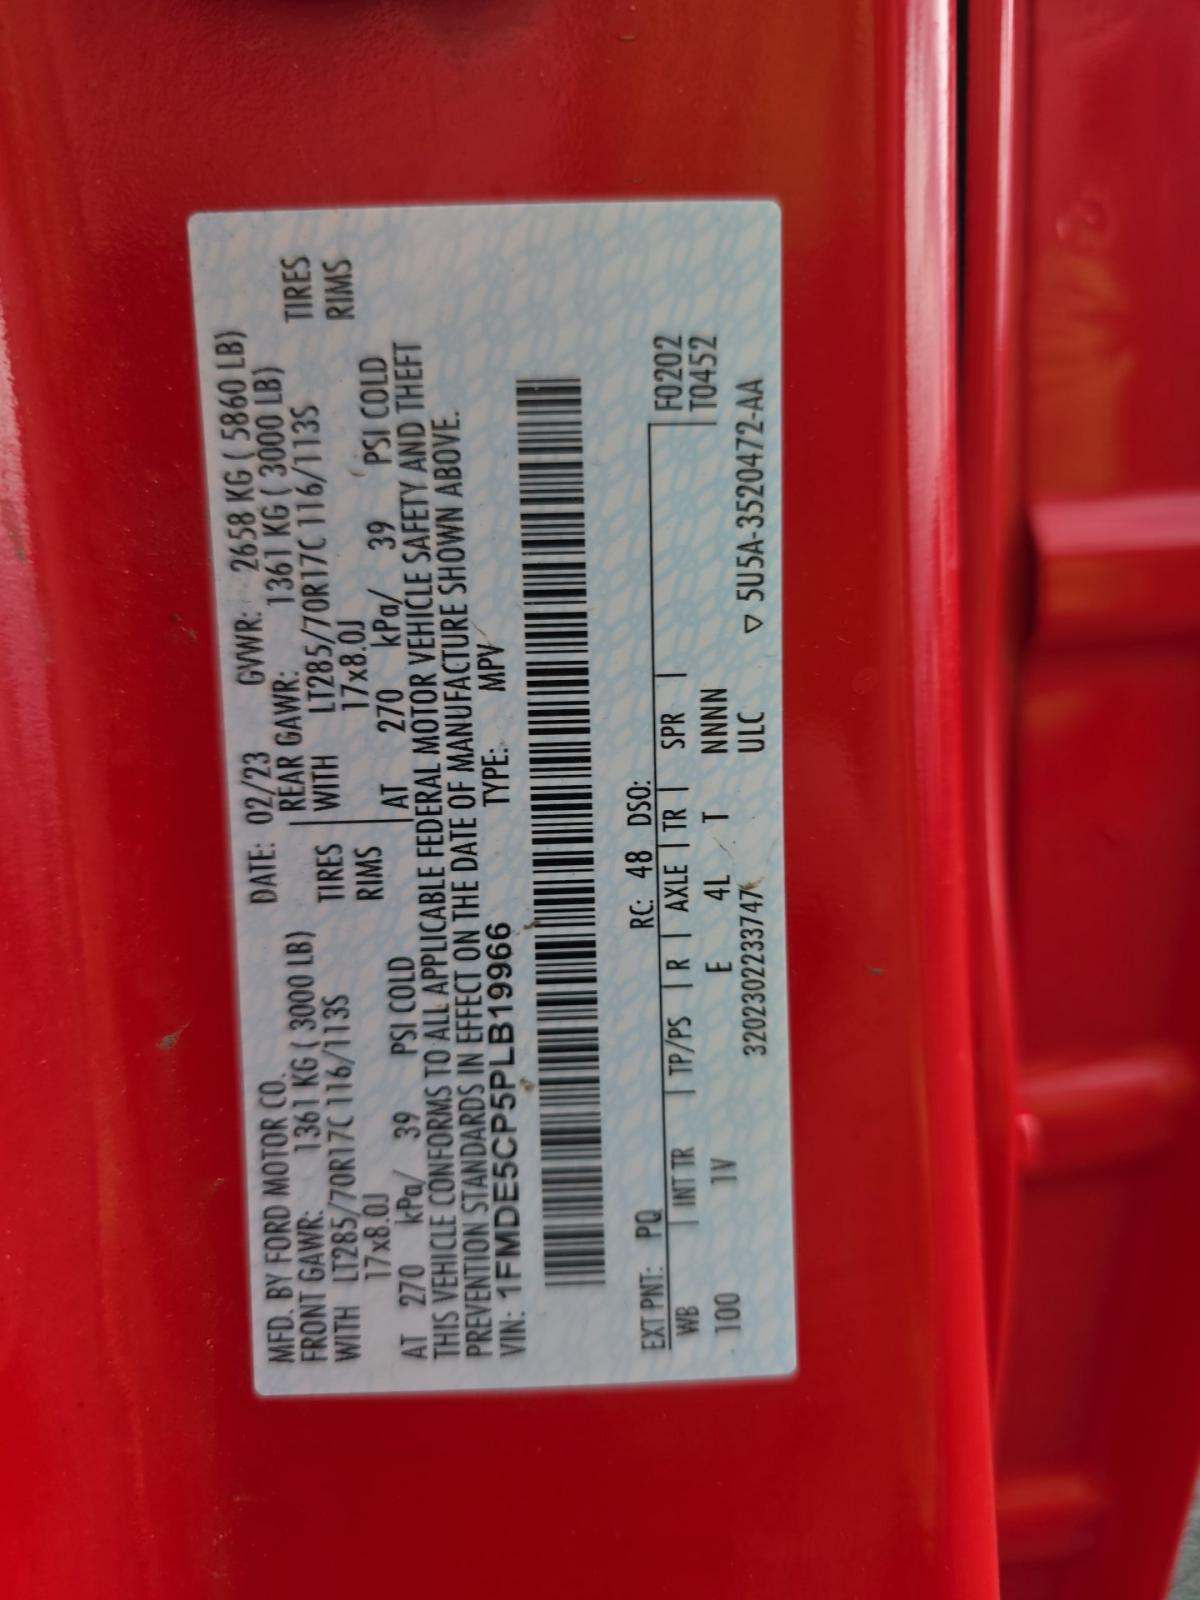 MFD. BY FORD MOTOR CO. DATE: 02/23 GVWR: 2658 KG ( 5860 LB)
FRONT GAWR: 1361 KG ( 3000 LB) REAR GAWR: 1361 KG ( 3000 LB)
WITH LT285/70R17C 116/113S TIRES WITH LT285/70R17C 116/113S TIRES
17x8.0J RIMS 17x8.0J RIMS
AT 270 kPa/ 39 PSI COLD AT 270 kPa/ 39 PSI COLD
THIS VEHICLE CONFORMS TO ALL APPLICABLE FEDERAL MOTOR VEHICLE SAFETY AND THEFT
PREVENTION STANDARDS IN EFFECT ON THE DATE OF MANUFACTURE SHOWN ABOVE.
VIN: 1FMDE5CP5PLB19966 TYPE: MPV
EXT PNT: PQ RC: 48 DSO: F0202
WB INT TR TP/PS R AXLE TR SPR T0452
100 1V E 4L T NNNN
3202302233747 ULC ▽ 5U5A-3520472-AA